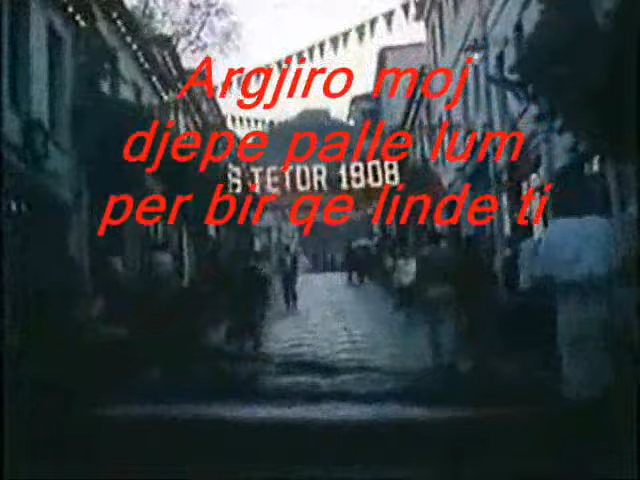 Argjiro moj
djepe palle lum
8 TETOR 1908
per bir qe linde ti